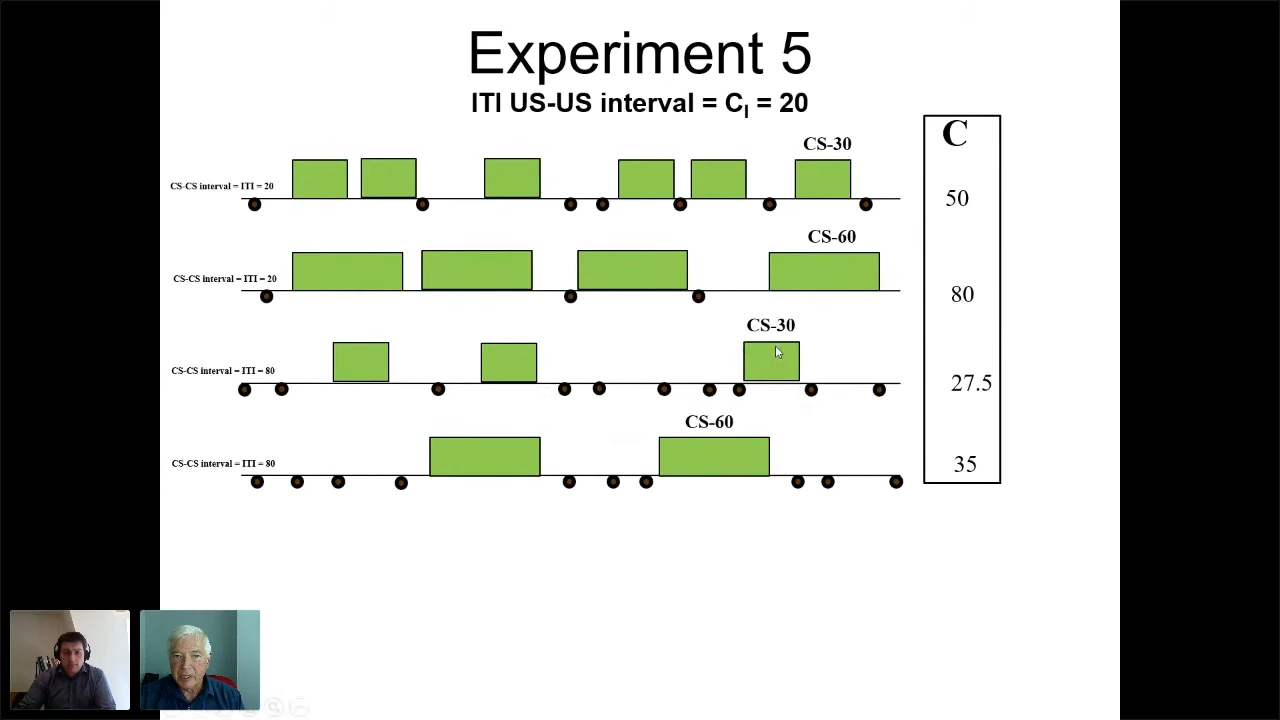 Experiment 5
ITI US-US interval = CI = 20
C
CS-30
CS-CS interval = ITI = 20
50
CS-60
CS-CS interval = ITI = 20
80
CS-30
CS-CS interval = ITI = 80
27.5
CS-60
CS-CS interval = ITI = 80
35